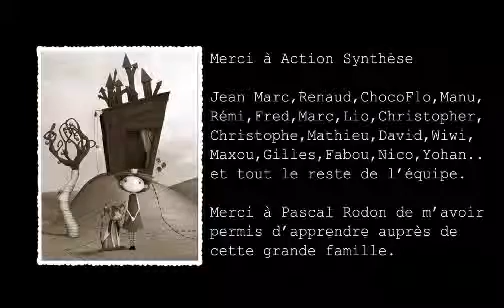 Merci à Action Synthèse
Jean Marc,Renaud,ChocoFlo,Manu,
Rémi,Fred,Marc,Lio,Christopher,
Christophe,Mathieu,David,Wiwi,
Maxou,Gilles,Fabou,Nico,Yohan..
et tout le reste de l'équipe.
Merci à Pascal Rodon de m'avoir
permis d'apprendre auprès de
cette grande famille.